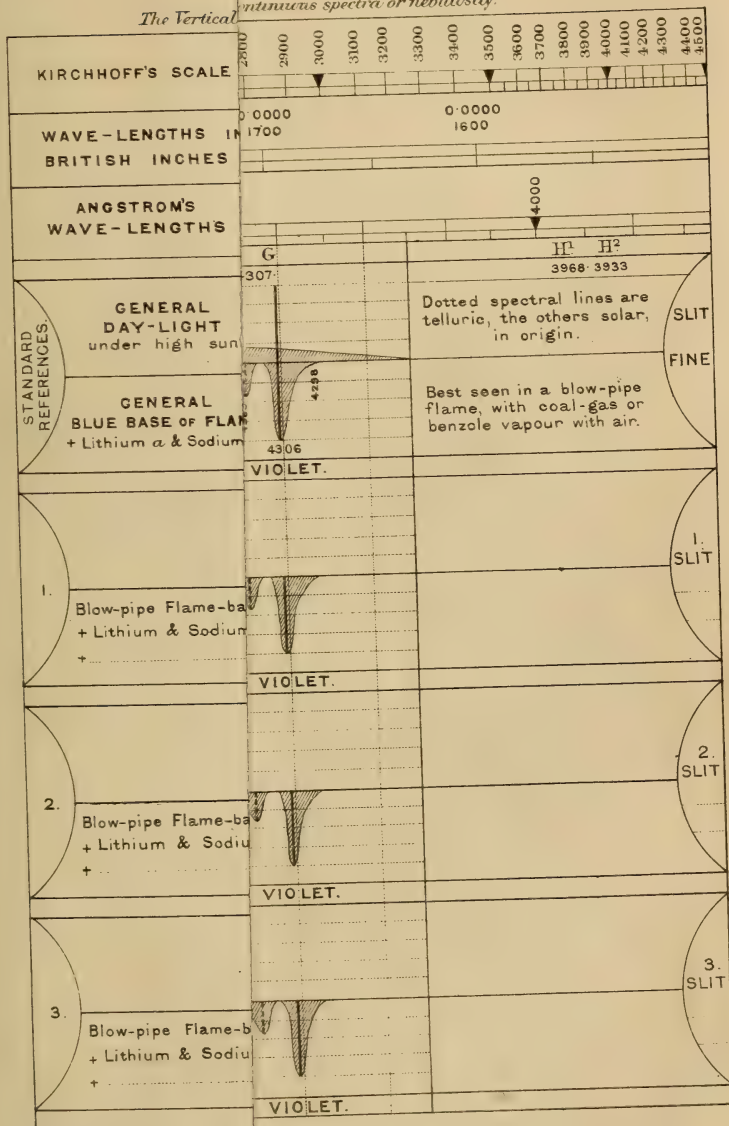 The Vertical
ontinuous spectra or nebulosity.
KIRCHHOFF'S SCALE
2800 2900 3000 3100 3200 3300 3400 3500 3600 3700 3800 3900 4000 4100 4200 4300 4400 4500
WAVE-LENGTHS IN
BRITISH INCHES
0·0000
1700
0·0000
1600
ANGSTROM'S
WAVE-LENGTHS
4000
G
H¹ H²
307·
3968· 3933
STANDARD
REFERENCES.
GENERAL
DAY-LIGHT
under high sun
Dotted spectral lines are
telluric, the others solar,
in origin.
SLIT
FINE
GENERAL
BLUE BASE OF FLAM
+ Lithium a & Sodium
4298
4306
Best seen in a blow-pipe
flame, with coal-gas or
benzole vapour with air.
VIOLET.
1.
Blow-pipe Flame-ba
+ Lithium & Sodium
+
1.
SLIT
VIOLET.
2.
Blow-pipe Flame-ba
+ Lithium & Sodiu
+
2.
SLIT
VIOLET.
3.
Blow-pipe Flame-b
+ Lithium & Sodiu
+
3.
SLIT
VIOLET.